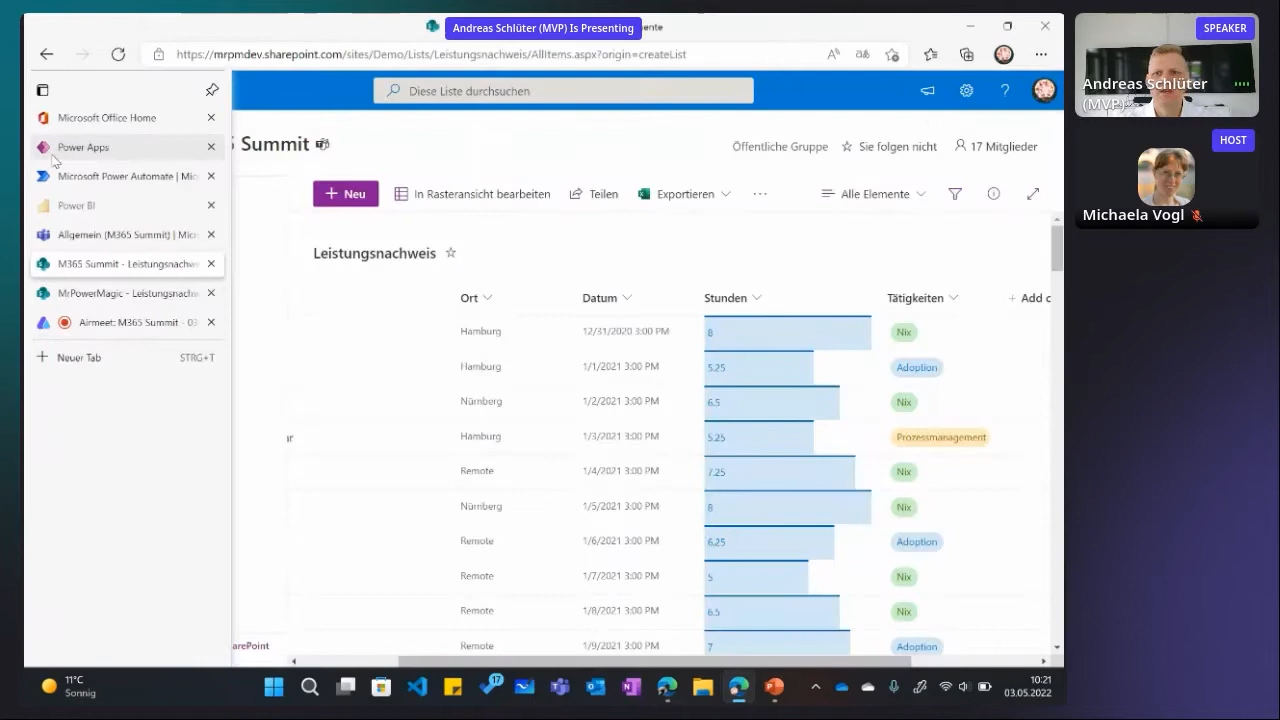 Andreas Schlüter (MVP) Is Presenting
https://mrpmdev.sharepoint.com/sites/Demo/Lists/Leistungsnachweis/AllItems.aspx?origin=createList
Diese Liste durchsuchen
Microsoft Office Home
Power Apps
Microsoft Power Automate | Mic
Power BI
Allgemein (M365 Summit) | Micr
M365 Summit - Leistungsnachwe
MrPowerMagic - Leistungsnachn
Airmeet: M365 Summit - 03
Neuer Tab STRG+T
Summit
Öffentliche Gruppe Sie folgen nicht 17 Mitglieder
+ Neu In Rasteransicht bearbeiten Teilen Exportieren ··· Alle Elemente
Leistungsnachweis
Ort Datum Stunden Tätigkeiten + Add c
Hamburg 12/31/2020 3:00 PM 8 Nix
Hamburg 1/1/2021 3:00 PM 5.25 Adoption
Nürnberg 1/2/2021 3:00 PM 6.5 Nix
Hamburg 1/3/2021 3:00 PM 5.25 Prozessmanagement
Remote 1/4/2021 3:00 PM 7.25 Nix
Nürnberg 1/5/2021 3:00 PM 8 Nix
Remote 1/6/2021 3:00 PM 6.25 Adoption
Remote 1/7/2021 3:00 PM 5 Nix
Remote 1/8/2021 3:00 PM 6.5 Nix
Remote 1/9/2021 3:00 PM 7 Adoption
arePoint
11°C
Sonnig
17
10:21
03.05.2022
SPEAKER
Andreas Schlüter
(MVP)
HOST
Michaela Vogl